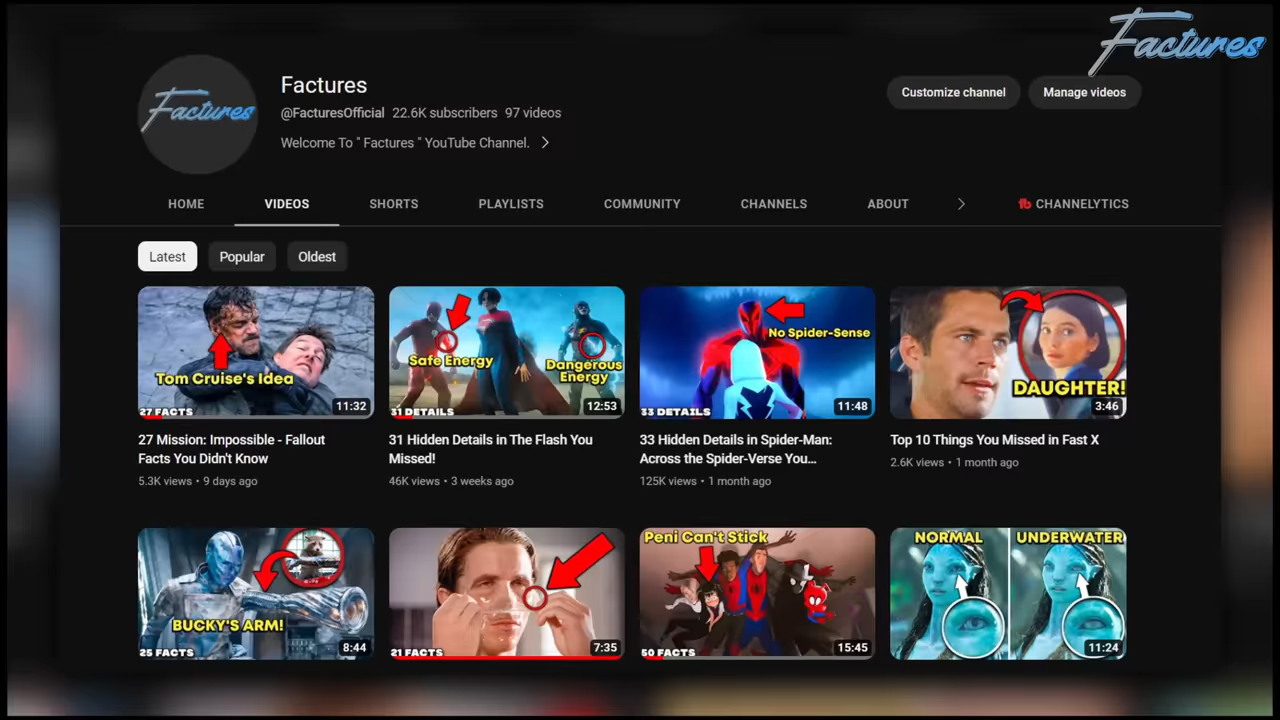 Factures
Factures
Factures
@FacturesOfficial 22.6K subscribers 97 videos
Welcome To " Factures " YouTube Channel.
Customize channel
Manage videos
HOME
VIDEOS
SHORTS
PLAYLISTS
COMMUNITY
CHANNELS
ABOUT
CHANNELYTICS
Latest
Popular
Oldest
Tom Cruise's Idea
27 FACTS
11:32
Safe Energy
Dangerous
Energy
31 DETAILS
12:53
No Spider-Sense
33 DETAILS
11:48
DAUGHTER!
3:46
27 Mission: Impossible - Fallout
Facts You Didn't Know
5.3K views • 9 days ago
31 Hidden Details in The Flash You
Missed!
46K views • 3 weeks ago
33 Hidden Details in Spider-Man:
Across the Spider-Verse You...
125K views • 1 month ago
Top 10 Things You Missed in Fast X
2.6K views • 1 month ago
BUCKY'S ARM!
25 FACTS
8:44
21 FACTS
7:35
Peni Can't Stick
50 FACTS
15:45
NORMAL
UNDERWATER
11:24